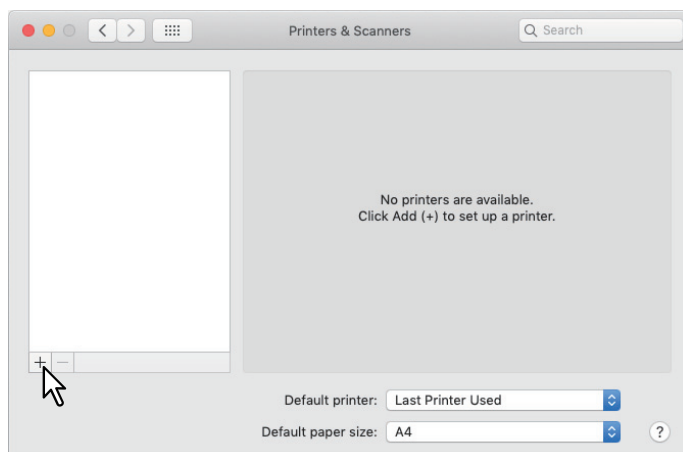 Printers & Scanners
Search
No printers are available.
Click Add (+) to set up a printer.
+ −
Default printer: Last Printer Used
Default paper size: A4
?